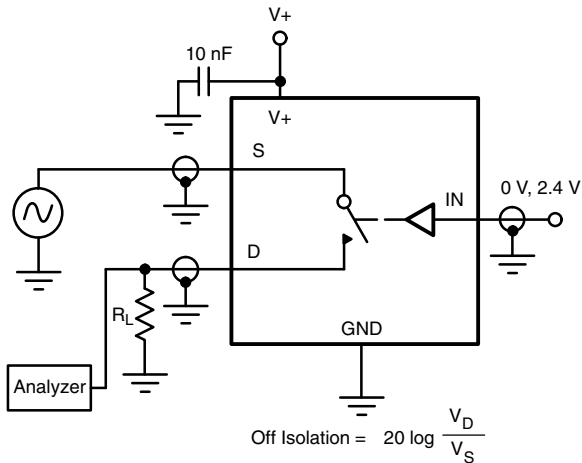 V+
10 nF
V+
S
0 V, 2.4 V
IN
D
RL
GND
Analyzer
Off Isolation = 20 log VD
VS